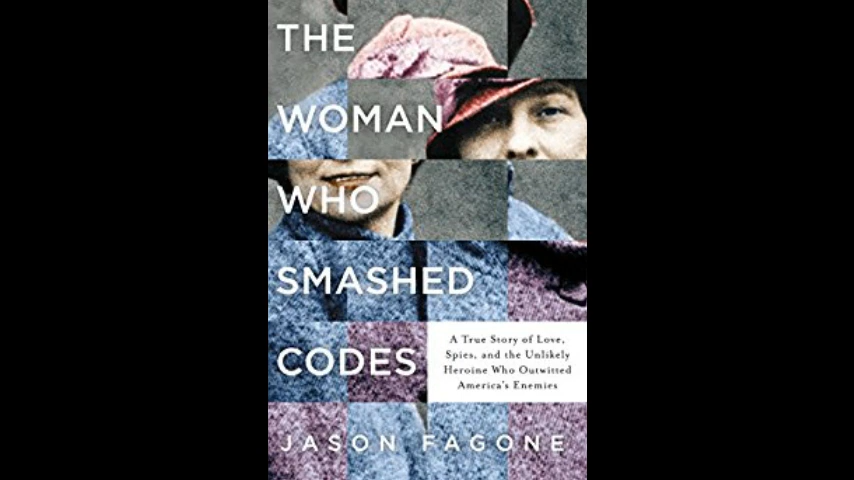 THE
WOMAN
WHO
SMASHED
CODES
A True Story of Love,
Spies, and the Unlikely
Heroine Who Outwitted
America's Enemies
JASON FAGONE